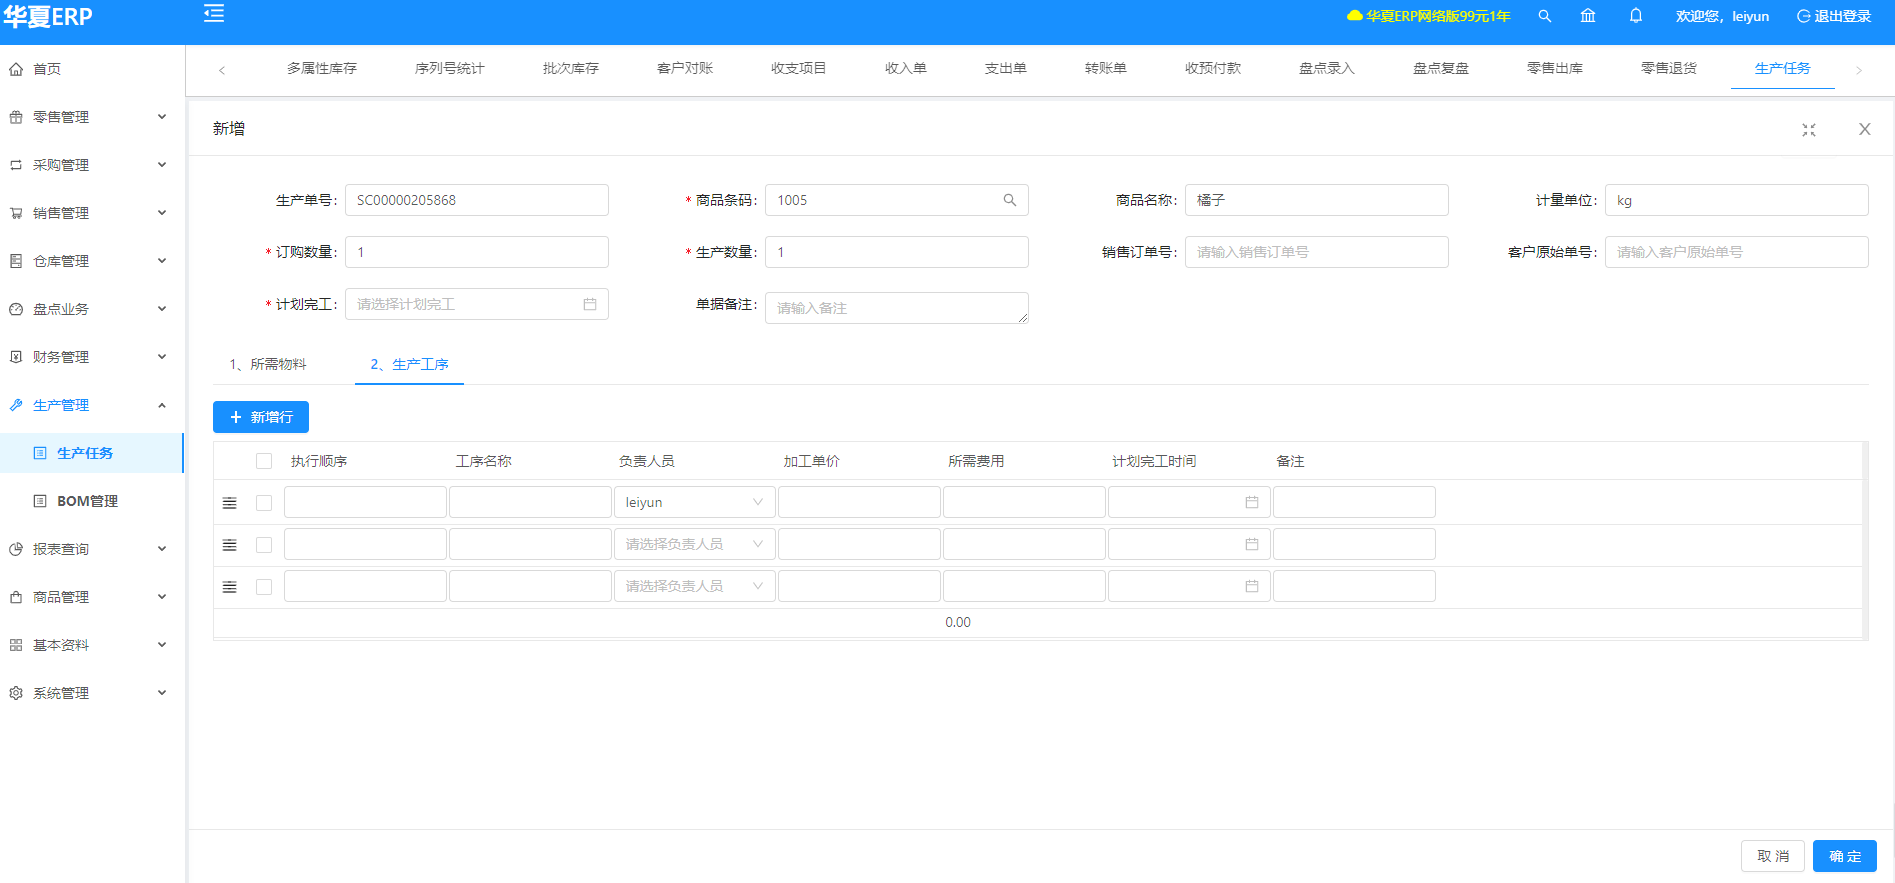 华夏ERP
华夏ERP网络版99元1年
欢迎您，leiyun
退出登录
首页
零售管理
采购管理
销售管理
仓库管理
盘点业务
财务管理
生产管理
生产任务
BOM管理
报表查询
商品管理
基本资料
系统管理
多属性库存 序列号统计 批次库存 客户对账 收支项目 收入单 支出单 转账单 收预付款 盘点录入 盘点复盘 零售出库 零售退货 生产任务
新增
X
生产单号: SC00000205868 * 商品条码: 1005 商品名称: 橘子 计量单位: kg
* 订购数量: 1 * 生产数量: 1 销售订单号: 请输入销售订单号 客户原始单号: 请输入客户原始单号
* 计划完工: 请选择计划完工 单据备注: 请输入备注
1、所需物料 2、生产工序
+ 新增行
执行顺序 工序名称 负责人员 加工单价 所需费用 计划完工时间 备注
leiyun
请选择负责人员
请选择负责人员
0.00
取 消 确 定